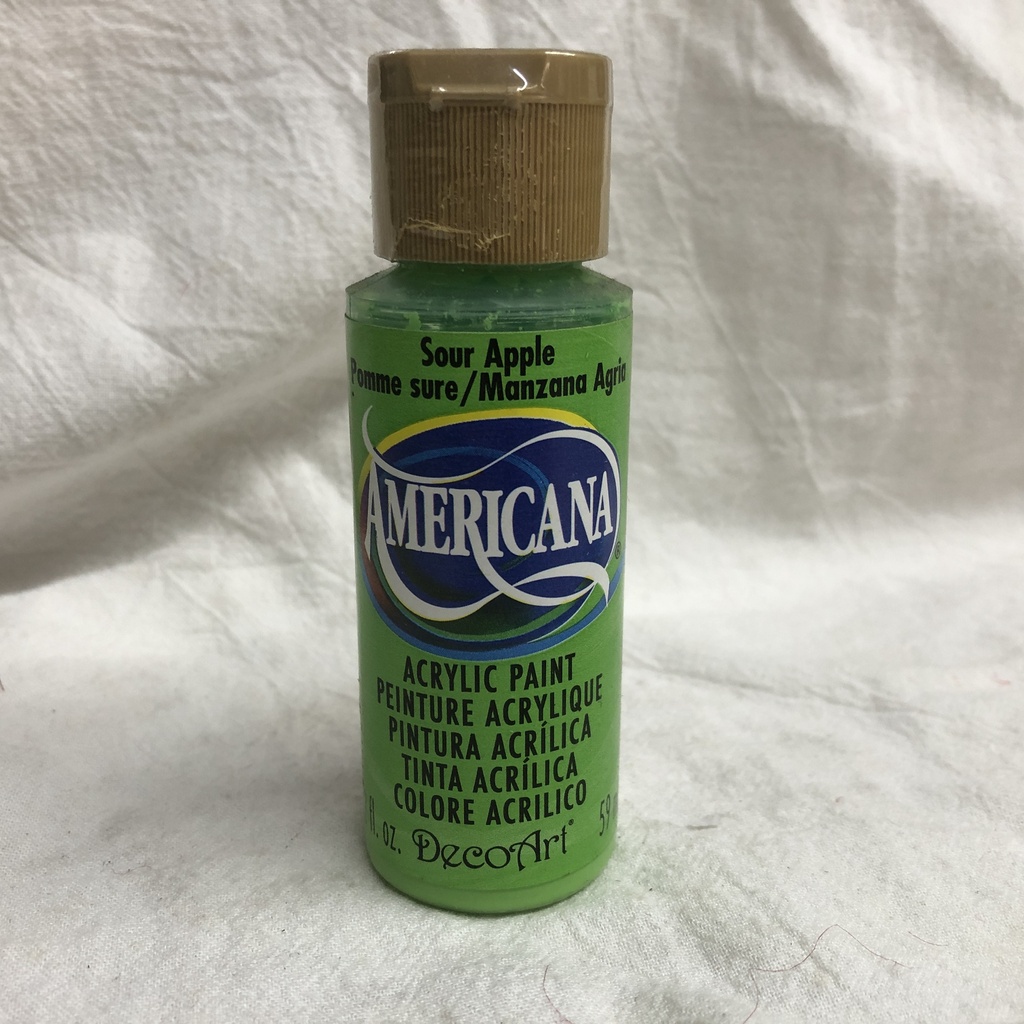 Sour Apple
Pomme sure/Manzana Agria
AMERICANA®
ACRYLIC PAINT
PEINTURE ACRYLIQUE
PINTURA ACRÍLICA
TINTA ACRÍLICA
COLORE ACRILICO
fl. oz. DecoArt® 59